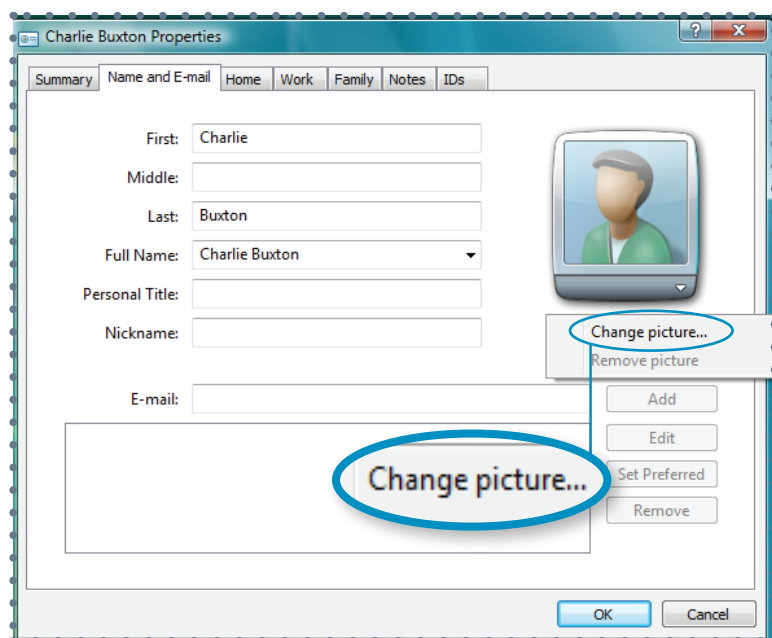 Charlie Buxton Properties
?
X
Summary Name and E-mail Home Work Family Notes IDs
First: Charlie
Middle:
Last: Buxton
Full Name: Charlie Buxton
Personal Title:
Nickname:
Change picture...
Remove picture
E-mail:
Add
Edit
Change picture...
Set Preferred
Remove
OK Cancel